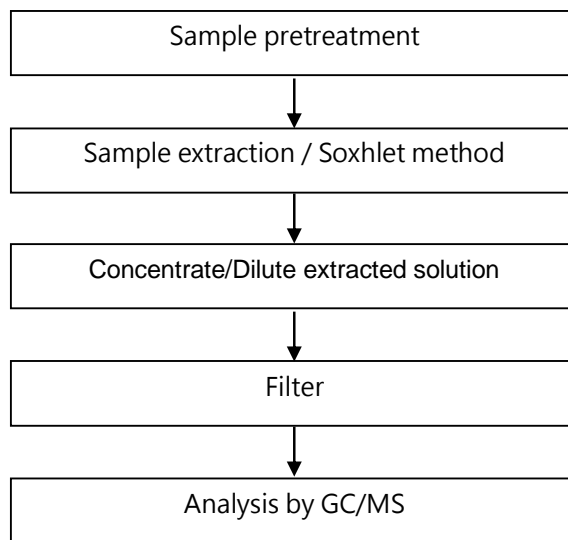 Sample pretreatment
Sample extraction / Soxhlet method
Concentrate/Dilute extracted solution
Filter
Analysis by GC/MS